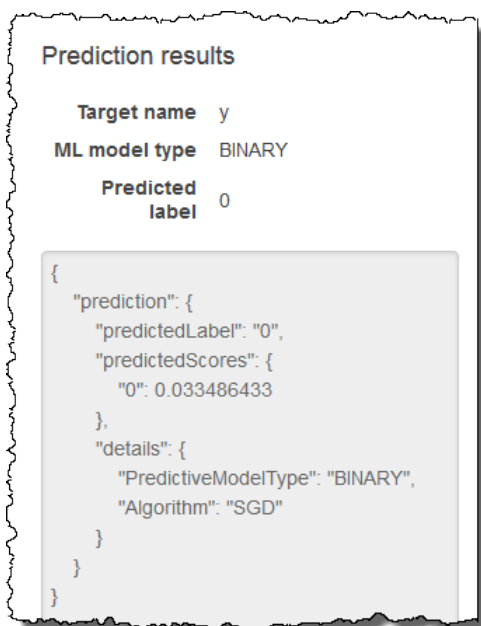 Prediction results
Target name y
ML model type BINARY
Predicted
label 0
{
"prediction": {
"predictedLabel": "0",
"predictedScores": {
"0": 0.033486433
},
"details": {
"PredictiveModelType": "BINARY",
"Algorithm": "SGD"
}
}
}